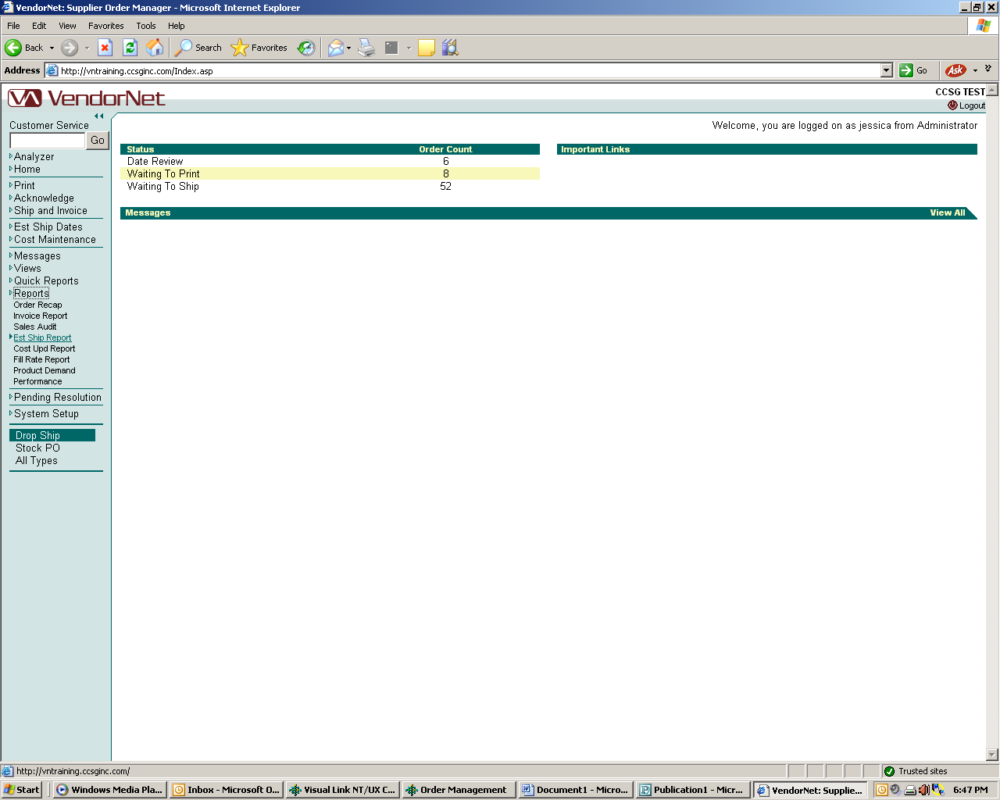 VendorNet: Supplier Order Manager - Microsoft Internet Explorer
File Edit View Favorites Tools Help
Back Search Favorites
Address http://vntraining.ccsginc.com/Index.asp Go Ask
VA VendorNet
CCSG TEST
Logout
Customer Service
Go
Analyzer
Home
Print
Acknowledge
Ship and Invoice
Est Ship Dates
Cost Maintenance
Messages
Views
Quick Reports
Reports
Order Recap
Invoice Report
Sales Audit
Est Ship Report
Cost Upd Report
Fill Rate Report
Product Demand
Performance
Pending Resolution
System Setup
Drop Ship
Stock PO
All Types
Welcome, you are logged on as jessica from Administrator
Status Order Count
Date Review 6
Waiting To Print 8
Waiting To Ship 52
Important Links
Messages View All
http://vntraining.ccsginc.com/ Trusted sites
Start Windows Media Pla... Inbox - Microsoft O... Visual Link NT/UX C... Order Management Document1 - Micro... Publication1 - Micr... VendorNet: Supplie... 6:47 PM